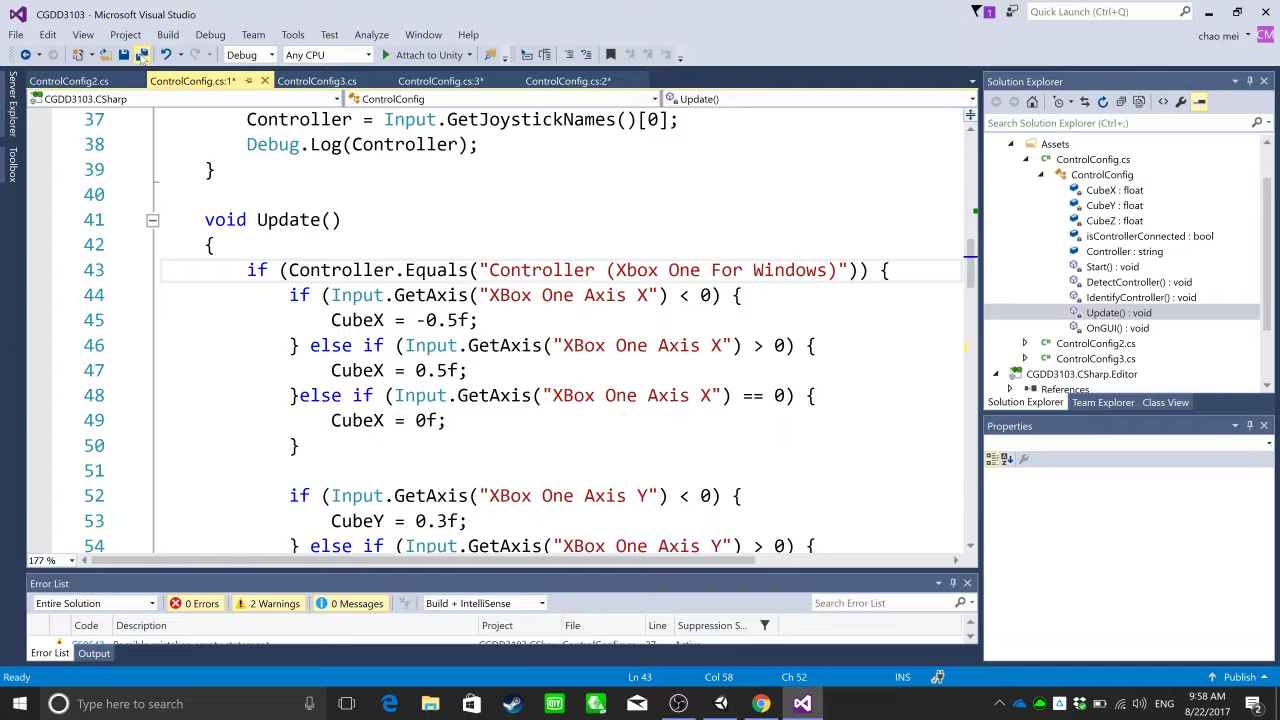 CGDD3103 - Microsoft Visual Studio
1
Quick Launch (Ctrl+Q)
File Edit View Project Build Debug Team Tools Test Analyze Window Help
chao mei CM
Debug Any CPU Attach to Unity
ControlConfig2.cs ControlConfig.cs:1* ControlConfig3.cs ControlConfig.cs:3* ControlConfig.cs:2*
CGDD3103.CSharp ControlConfig Update()
Server Explorer
Toolbox
37 Controller = Input.GetJoystickNames()[0];
38 Debug.Log(Controller);
39 }
40
41 void Update()
42 {
43 if (Controller.Equals("Controller (Xbox One For Windows)")) {
44 if (Input.GetAxis("XBox One Axis X") < 0) {
45 CubeX = -0.5f;
46 } else if (Input.GetAxis("XBox One Axis X") > 0) {
47 CubeX = 0.5f;
48 }else if (Input.GetAxis("XBox One Axis X") == 0) {
49 CubeX = 0f;
50 }
51
52 if (Input.GetAxis("XBox One Axis Y") < 0) {
53 CubeY = 0.3f;
54 } else if (Input.GetAxis("XBox One Axis Y") > 0) {
177 %
Solution Explorer
Search Solution Explorer (Ctrl+;)
Assets
ControlConfig.cs
ControlConfig
CubeX : float
CubeY : float
CubeZ : float
isControllerConnected : bool
Controller : string
Start() : void
DetectController() : void
IdentifyController() : void
Update() : void
OnGUI() : void
ControlConfig2.cs
ControlConfig3.cs
CGDD3103.CSharp.Editor
References
Solution Explorer Team Explorer Class View
Properties
Error List
Entire Solution 0 Errors 2 Warnings 0 Messages Build + IntelliSense Search Error List
Code Description Project File Line Suppression S...
Error List Output
Ready Ln 43 Col 58 Ch 52 INS Publish
Type here to search
ENG
9:58 AM
8/22/2017
2